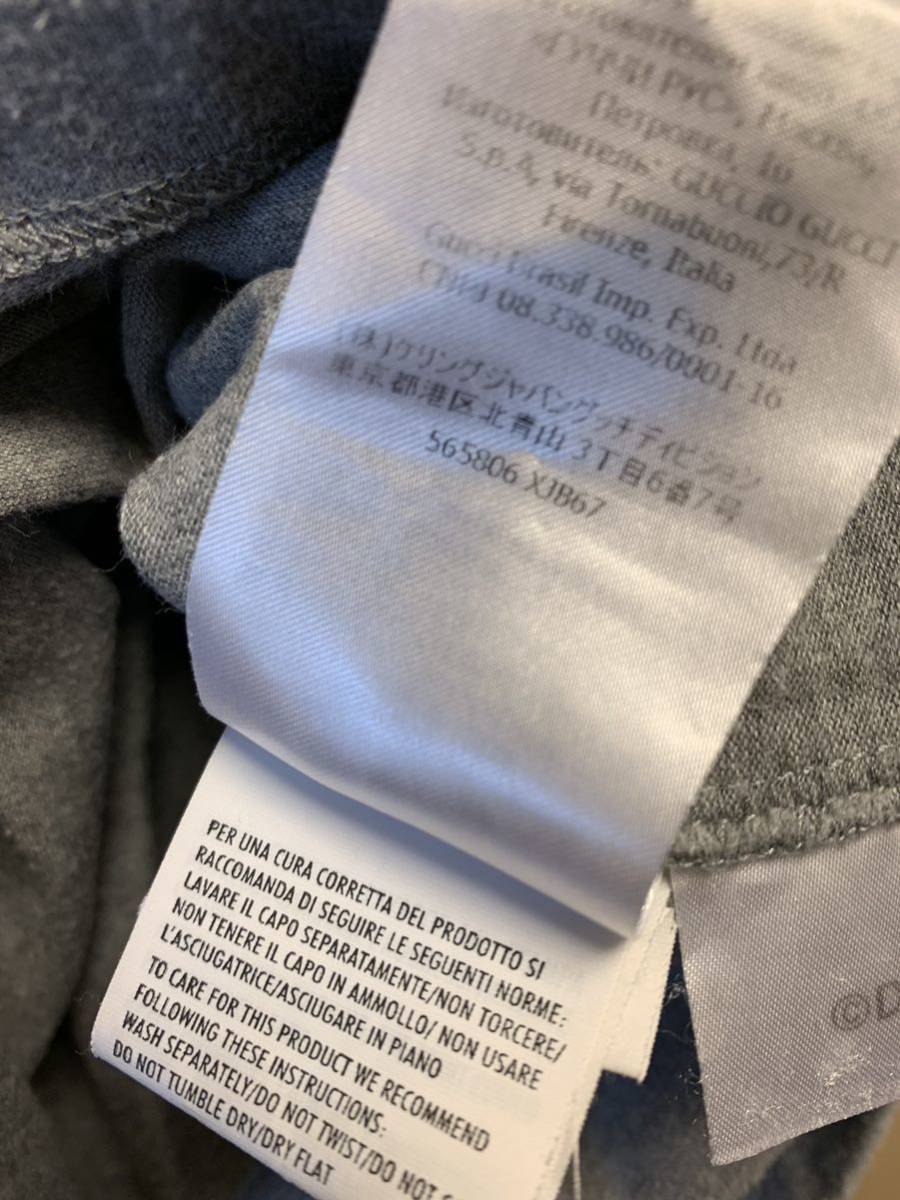 Петровка, 16
Изготовитель: GUCCIO GUCCI
S.p.A, via Tornabuoni,73/R
Firenze, Italia
Gucci Brasil Imp. Exp. Ltda
CNPJ 08.338.986/0001-16
(株)ケリングジャパングッチディビジョン
東京都港区北青山3丁目6番7号
565806 XJB67
PER UNA CURA CORRETTA DEL PRODOTTO SI
RACCOMANDA DI SEGUIRE LE SEGUENTI NORME:
LAVARE IL CAPO SEPARATAMENTE/NON TORCERE/
NON TENERE IL CAPO IN AMMOLLO/ NON USARE
L'ASCIUGATRICE/ASCIUGARE IN PIANO
TO CARE FOR THIS PRODUCT WE RECOMMEND
FOLLOWING THESE INSTRUCTIONS:
WASH SEPARATELY/DO NOT TWIST/DO NOT
DO NOT TUMBLE DRY/DRY FLAT
©D